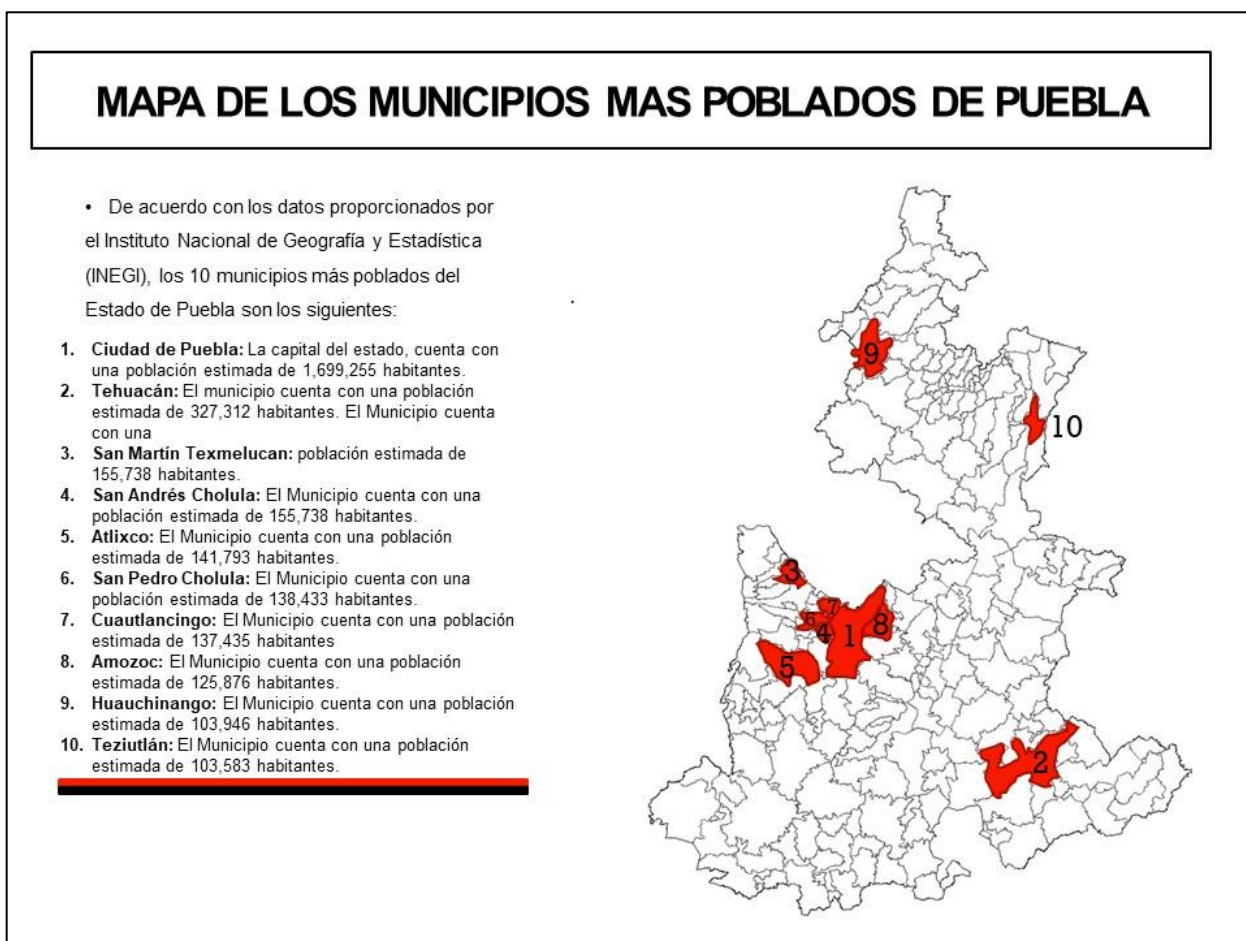 MAPA DE LOS MUNICIPIOS MAS POBLADOS DE PUEBLA
• De acuerdo con los datos proporcionados por
el Instituto Nacional de Geografía y Estadística
(INEGI), los 10 municipios más poblados del
Estado de Puebla son los siguientes:
1. Ciudad de Puebla: La capital del estado, cuenta con
una población estimada de 1,699,255 habitantes.
2. Tehuacán: El municipio cuenta con una población
estimada de 327,312 habitantes. El Municipio cuenta
con una
3. San Martín Texmelucan: población estimada de
155,738 habitantes.
4. San Andrés Cholula: El Municipio cuenta con una
población estimada de 155,738 habitantes.
5. Atlixco: El Municipio cuenta con una población
estimada de 141,793 habitantes.
6. San Pedro Cholula: El Municipio cuenta con una
población estimada de 138,433 habitantes.
7. Cuautlancingo: El Municipio cuenta con una población
estimada de 137,435 habitantes
8. Amozoc: El Municipio cuenta con una población
estimada de 125,876 habitantes.
9. Huauchinango: El Municipio cuenta con una población
estimada de 103,946 habitantes.
10. Teziutlán: El Municipio cuenta con una población
estimada de 103,583 habitantes.
9
10
3
7
6
4
1
8
5
2